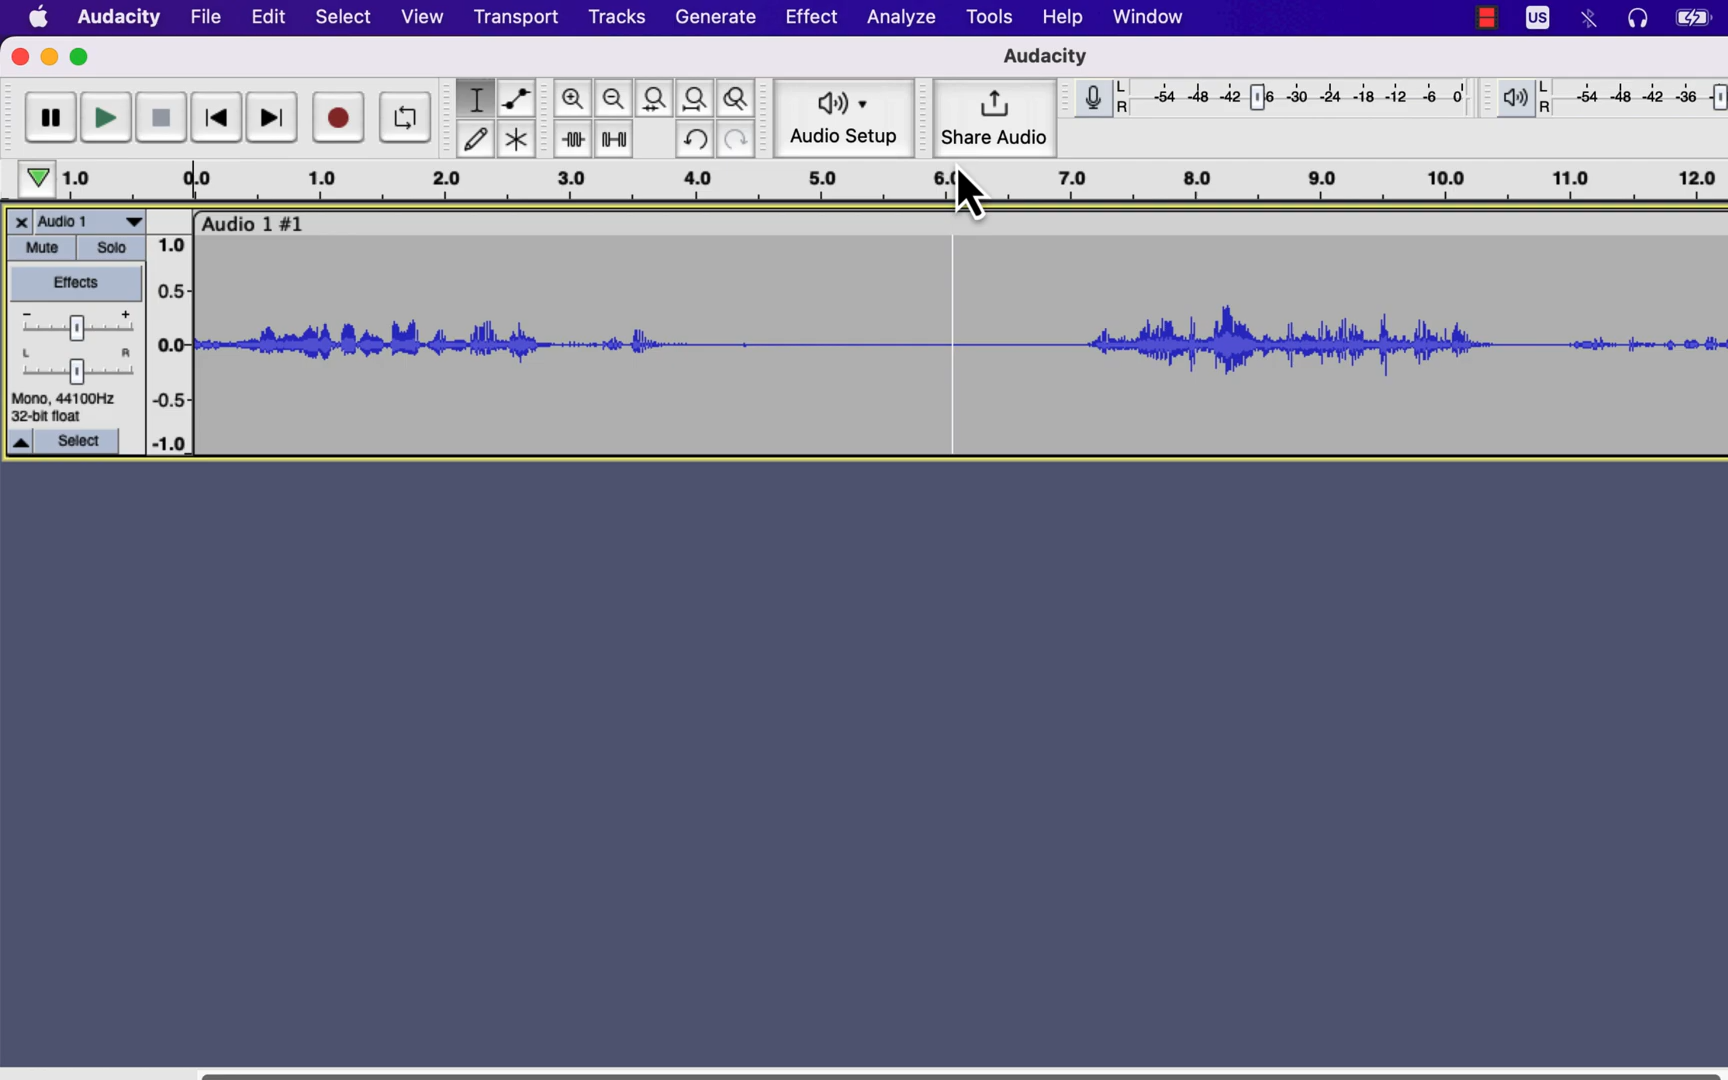 Audacity File Edit Select View Transport Tracks Generate Effect Analyze Tools Help Window US
Audacity
Audio Setup
Share Audio
L
R
-54 -48 -42 -30 -24 -18 -12 -6 0
L
R
-54 -48 -42 -36
1.0 0.0 1.0 2.0 3.0 4.0 5.0 6.0 7.0 8.0 9.0 10.0 11.0 12.0
Audio 1
Audio 1 #1
Mute Solo
1.0
Effects
0.5
- +
0.0
L R
Mono, 44100Hz
-0.5
32-bit float
Select
-1.0